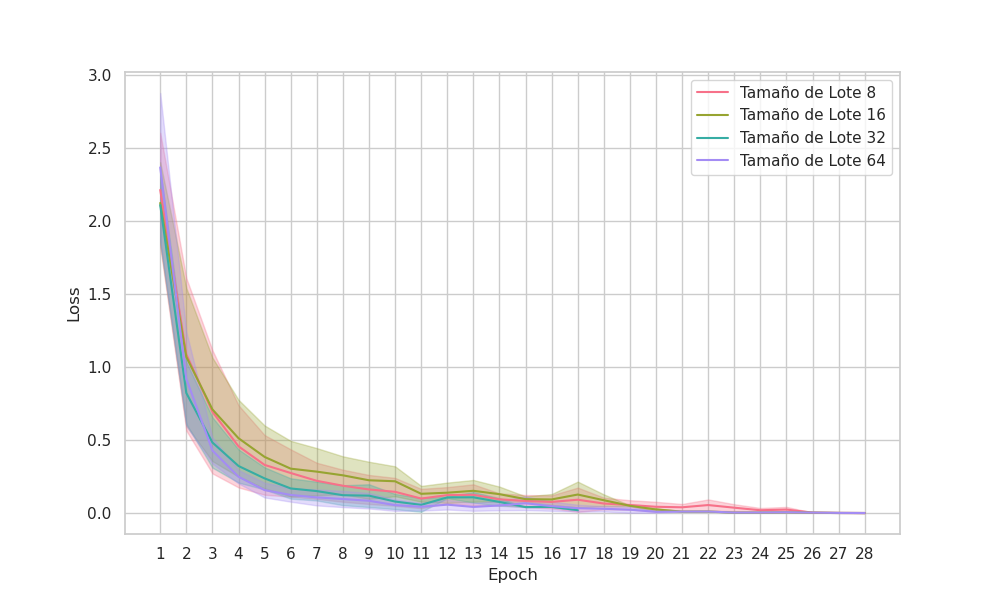 3.0
2.5
2.0
1.5
1.0
0.5
0.0
Loss
Tamaño de Lote 8
Tamaño de Lote 16
Tamaño de Lote 32
Tamaño de Lote 64
1 2 3 4 5 6 7 8 9 10 11 12 13 14 15 16 17 18 19 20 21 22 23 24 25 26 27 28
Epoch